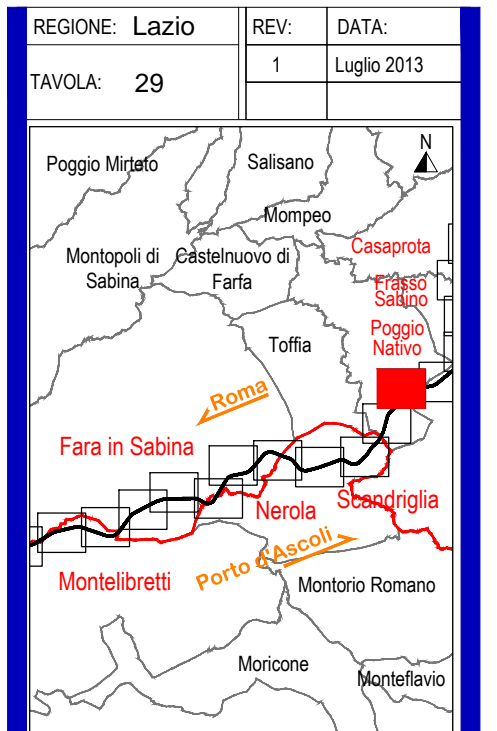 REGIONE: Lazio
REV:
DATA:
TAVOLA: 29
1
Luglio 2013
N
Poggio Mirteto
Salisano
Mompeo
Casaprota
Montopoli di
Sabina
Castelnuovo di
Farfa
Frasso
Sabino
Poggio
Nativo
Toffia
Roma
Fara in Sabina
Nerola
Scandriglia
Porto d'Ascoli
Montelibretti
Montorio Romano
Moricone
Monteflavio